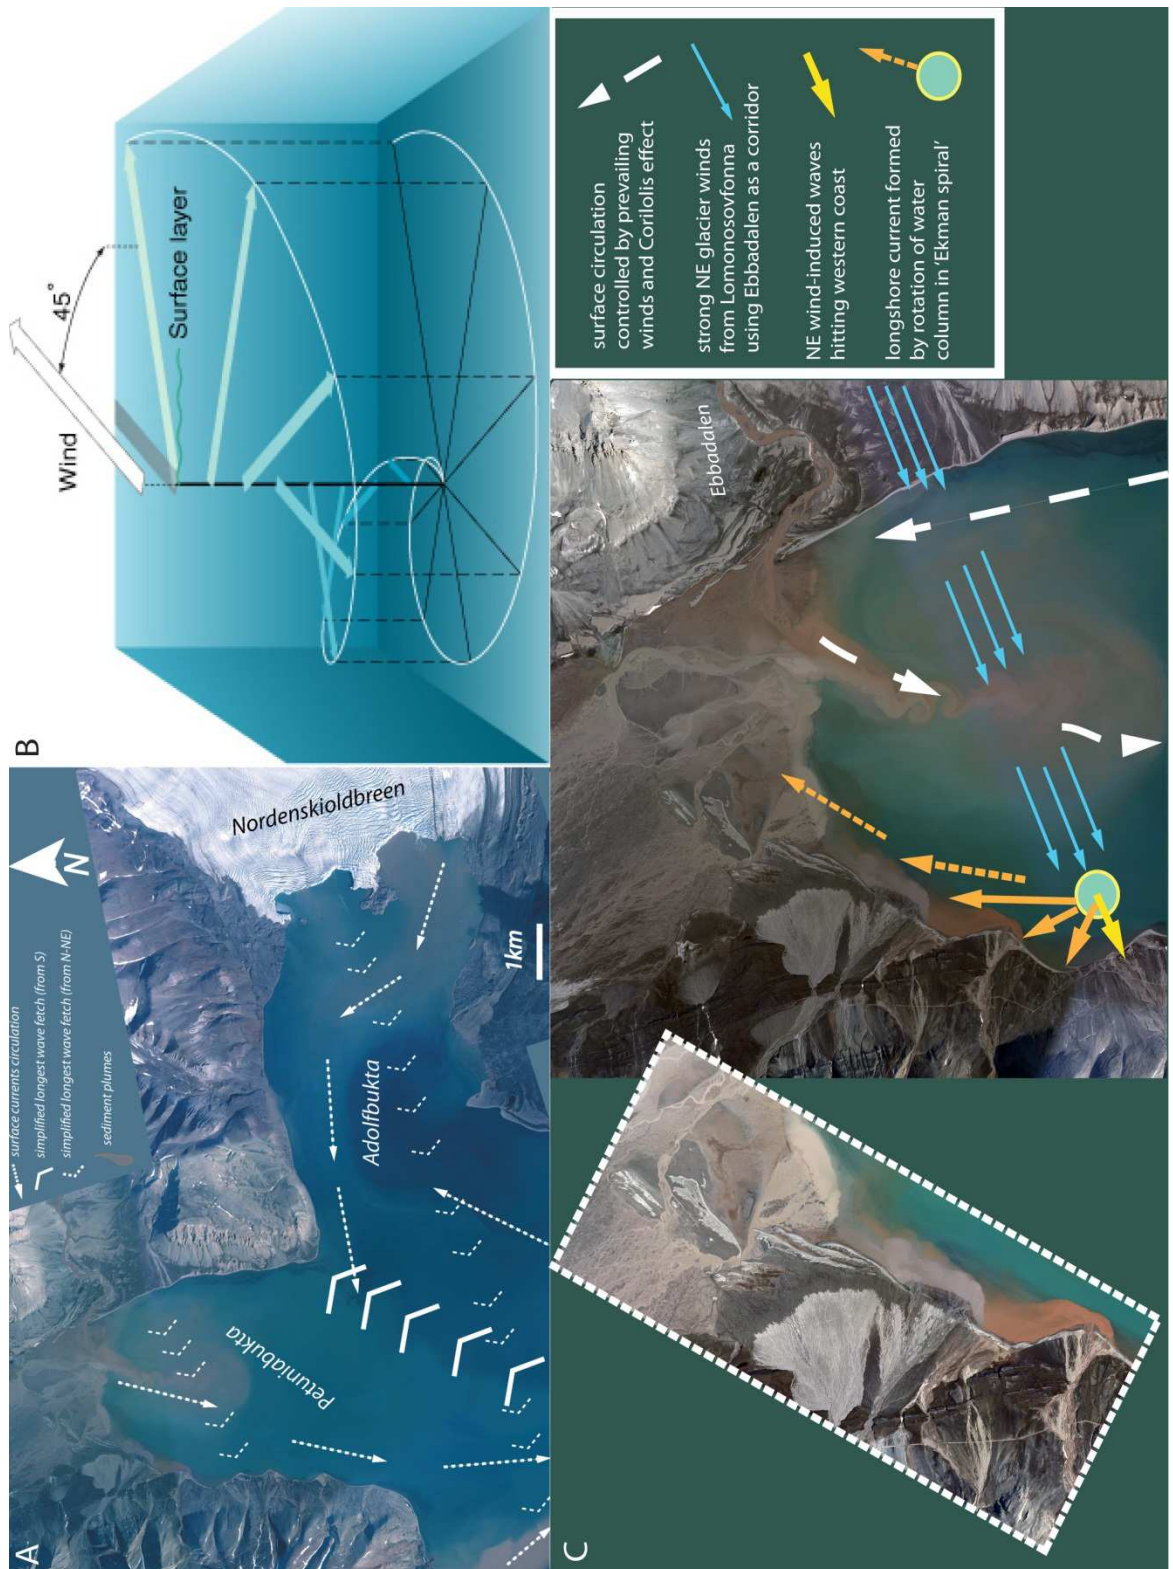 A
N
surface currents circulation
simplified longest wave fetch (from S)
simplified longest wave fetch (from N-NE)
sediment plumes
Nordenskioldbreen
Adolfbukta
Petuniabukta
1km
B
Wind
45°
Surface layer
C
Ebbadalen
surface circulation
controlled by prevailing
winds and Corilolis effect
strong NE glacier winds
from Lomonosovfonna
using Ebbadalen as a corridor
NE wind-induced waves
hitting western coast
longshore current formed
by rotation of water
column in 'Ekman spiral'